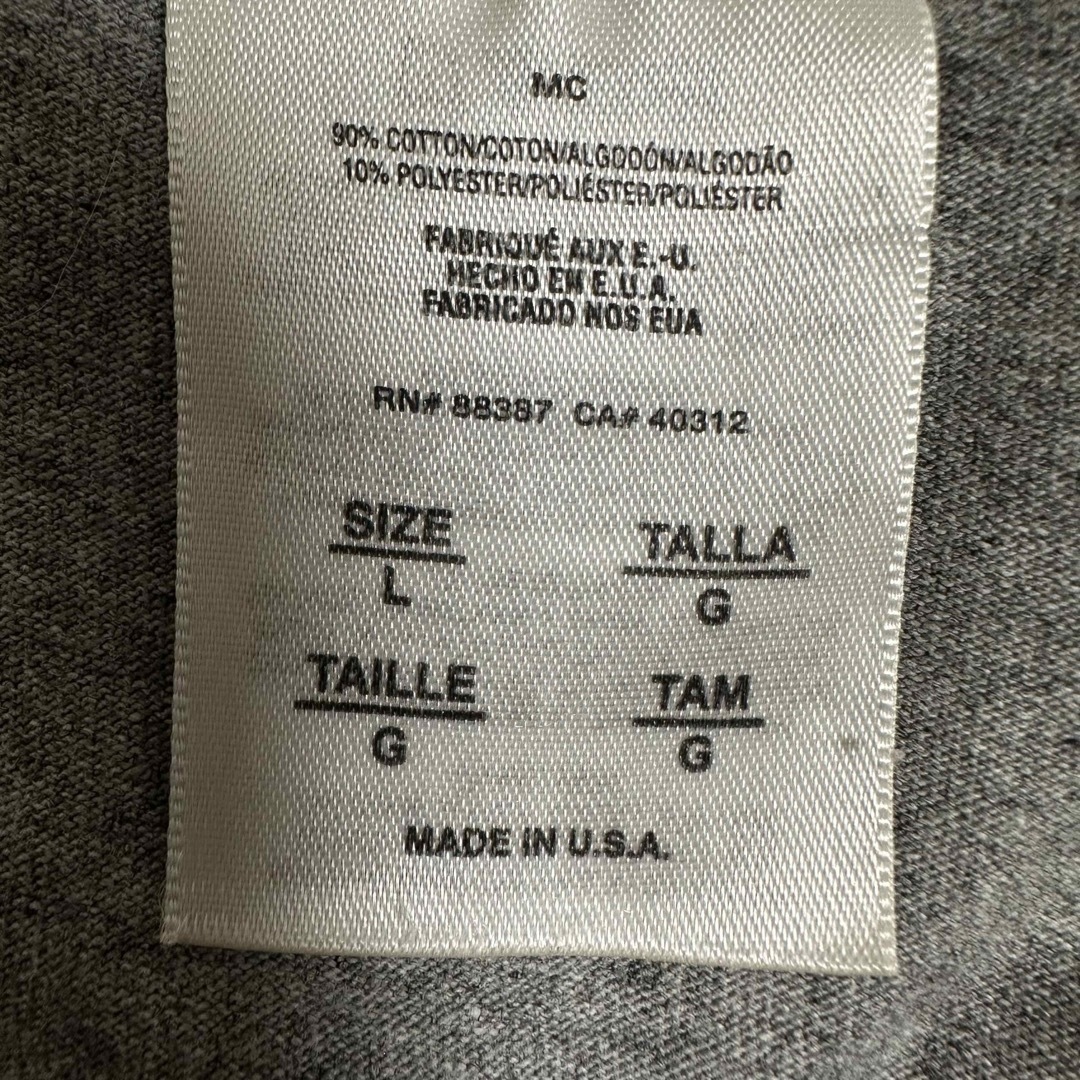 MC
90% COTTON/COTON/ALGODÓN/ALGODÃO
10% POLYESTER/POLIÉSTER/POLIÉSTER
FABRIQUÉ AUX E.-U.
HECHO EN E.U.A.
FABRICADO NOS EUA
RN# 88387 CA# 40312
SIZE TALLA
L G
TAILLE TAM
G G
MADE IN U.S.A.